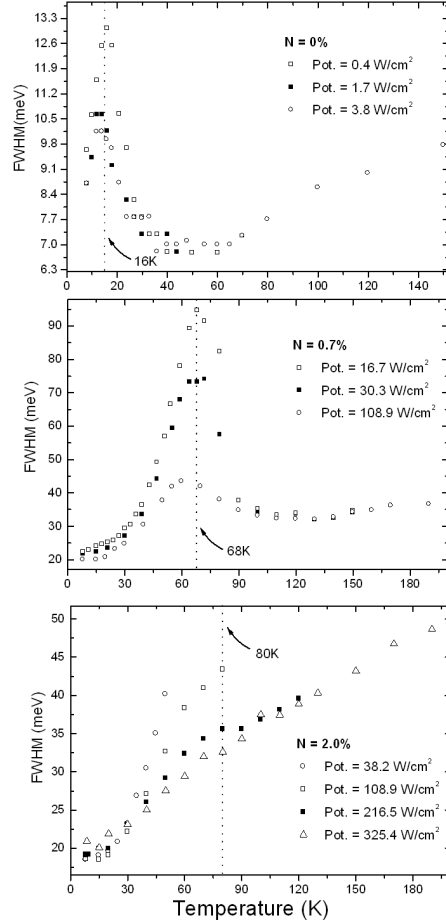 13.3
12.6
11.9
11.2
10.5
9.8
9.1
8.4
7.7
7.0
6.3
FWHM(meV)
N = 0%
Pot. = 0.4 W/cm²
Pot. = 1.7 W/cm²
Pot. = 3.8 W/cm²
16K
0 20 40 60 80 100 120 140
90
80
70
60
50
40
30
20
FWHM (meV)
N = 0.7%
Pot. = 16.7 W/cm²
Pot. = 30.3 W/cm²
Pot. = 108.9 W/cm²
68K
0 30 60 90 120 150 180
50
45
40
35
30
25
20
FWHM (meV)
80K
N = 2.0%
Pot. = 38.2 W/cm²
Pot. = 108.9 W/cm²
Pot. = 216.5 W/cm²
Pot. = 325.4 W/cm²
0 30 60 90 120 150 180
Temperature (K)